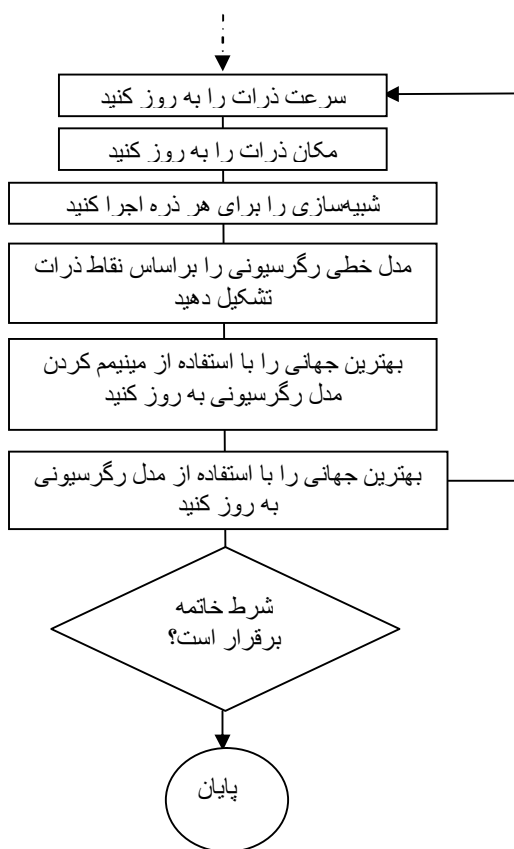 سرعت ذرات را به روز کنید
مکان ذرات را به روز کنید
شبیه‌سازی را برای هر ذره اجرا کنید
مدل خطی رگرسیونی را براساس نقاط ذرات
تشکیل دهید
بهترین جهانی را با استفاده از مینیمم کردن
مدل رگرسیونی به روز کنید
بهترین جهانی را با استفاده از مدل رگرسیونی
به روز کنید
شرط خاتمه
برقرار است؟
پایان